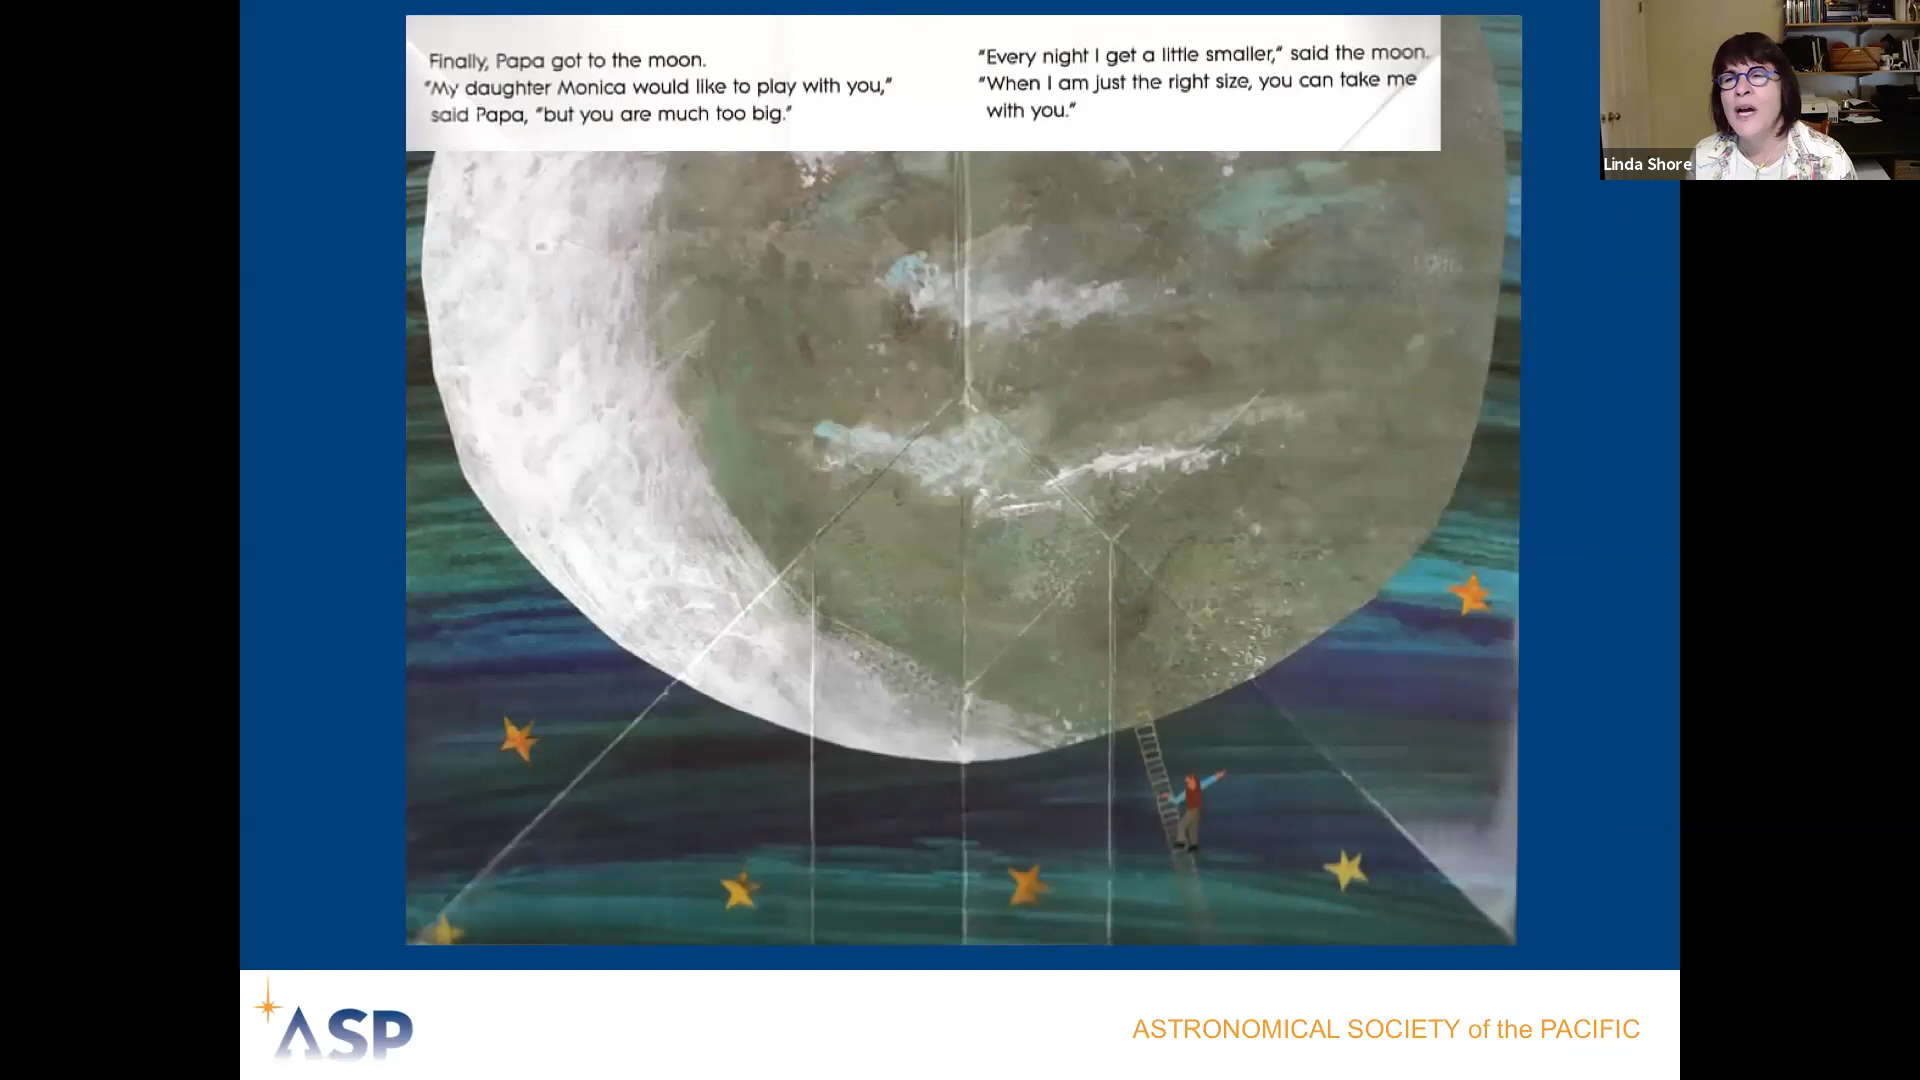 Finally, Papa got to the moon.
"My daughter Monica would like to play with you,"
said Papa, "but you are much too big."
"Every night I get a little smaller," said the moon.
"When I am just the right size, you can take me
with you."
Linda Shore
ASP
ASTRONOMICAL SOCIETY of the PACIFIC